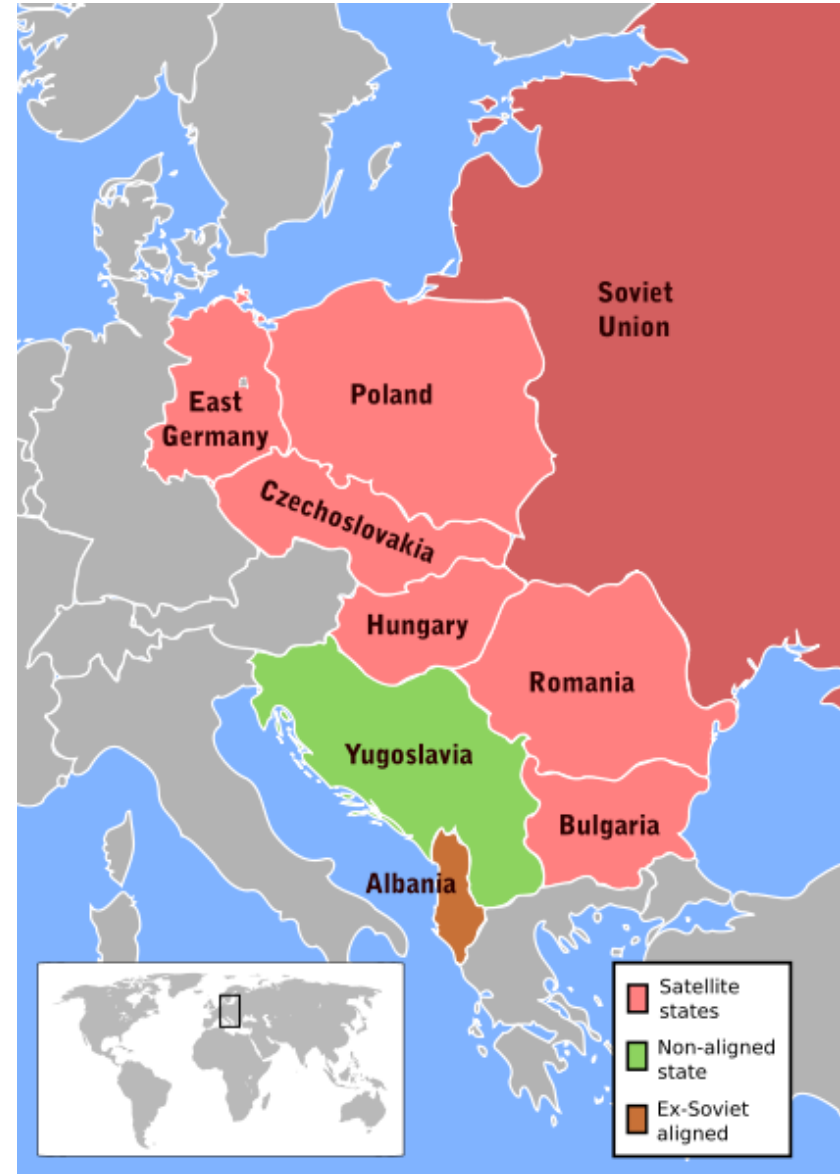 Soviet
Union
Poland
East
Germany
Czechoslovakia
Hungary
Romania
Yugoslavia
Bulgaria
Albania
Satellite
states
Non-aligned
state
Ex-Soviet
aligned